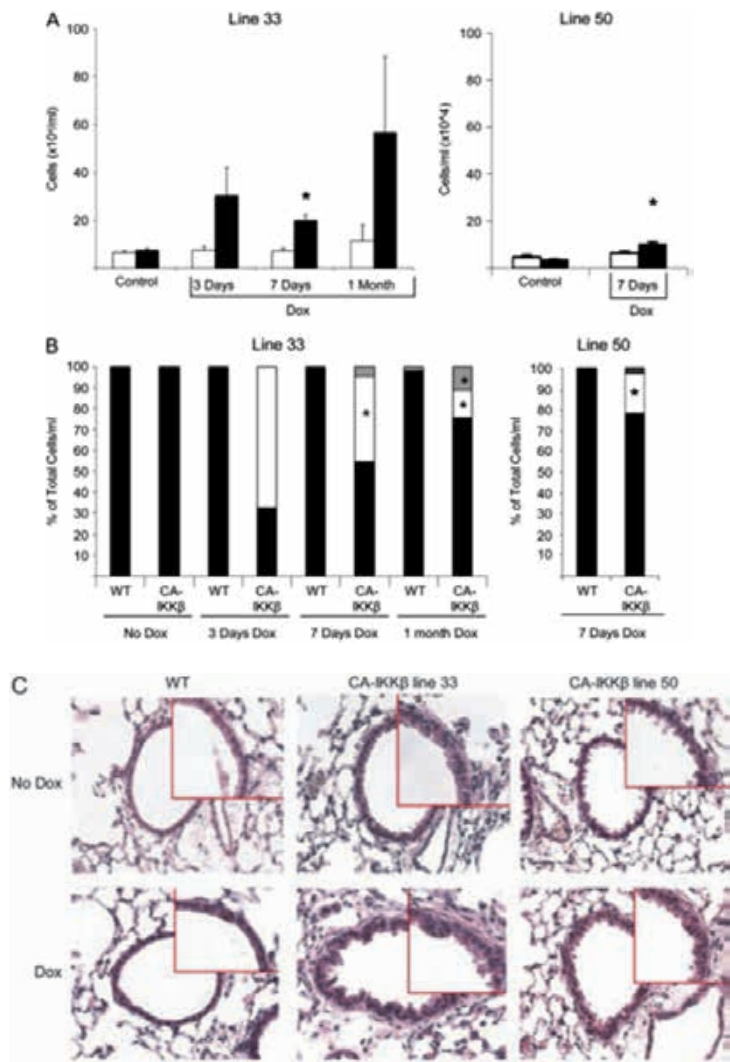 A
Line 33
Line 50
Cells (x10⁴/ml)
100
80
60
40
20
Control
3 Days
7 Days
1 Month
Dox
Cells/ml (x10^4)
100
80
60
40
20
Control
7 Days
Dox
B
Line 33
Line 50
% of Total Cells/ml
100
90
80
70
60
50
40
30
20
10
WT
CA-
IKKβ
WT
CA-
IKKβ
WT
CA-
IKKβ
WT
CA-
IKKβ
No Dox
3 Days Dox
7 Days Dox
1 month Dox
% of Total Cells/ml
100
90
80
70
60
50
40
30
20
10
WT
CA-
IKKβ
7 Days Dox
C
WT
CA-IKKβ line 33
CA-IKKβ line 50
No Dox
Dox